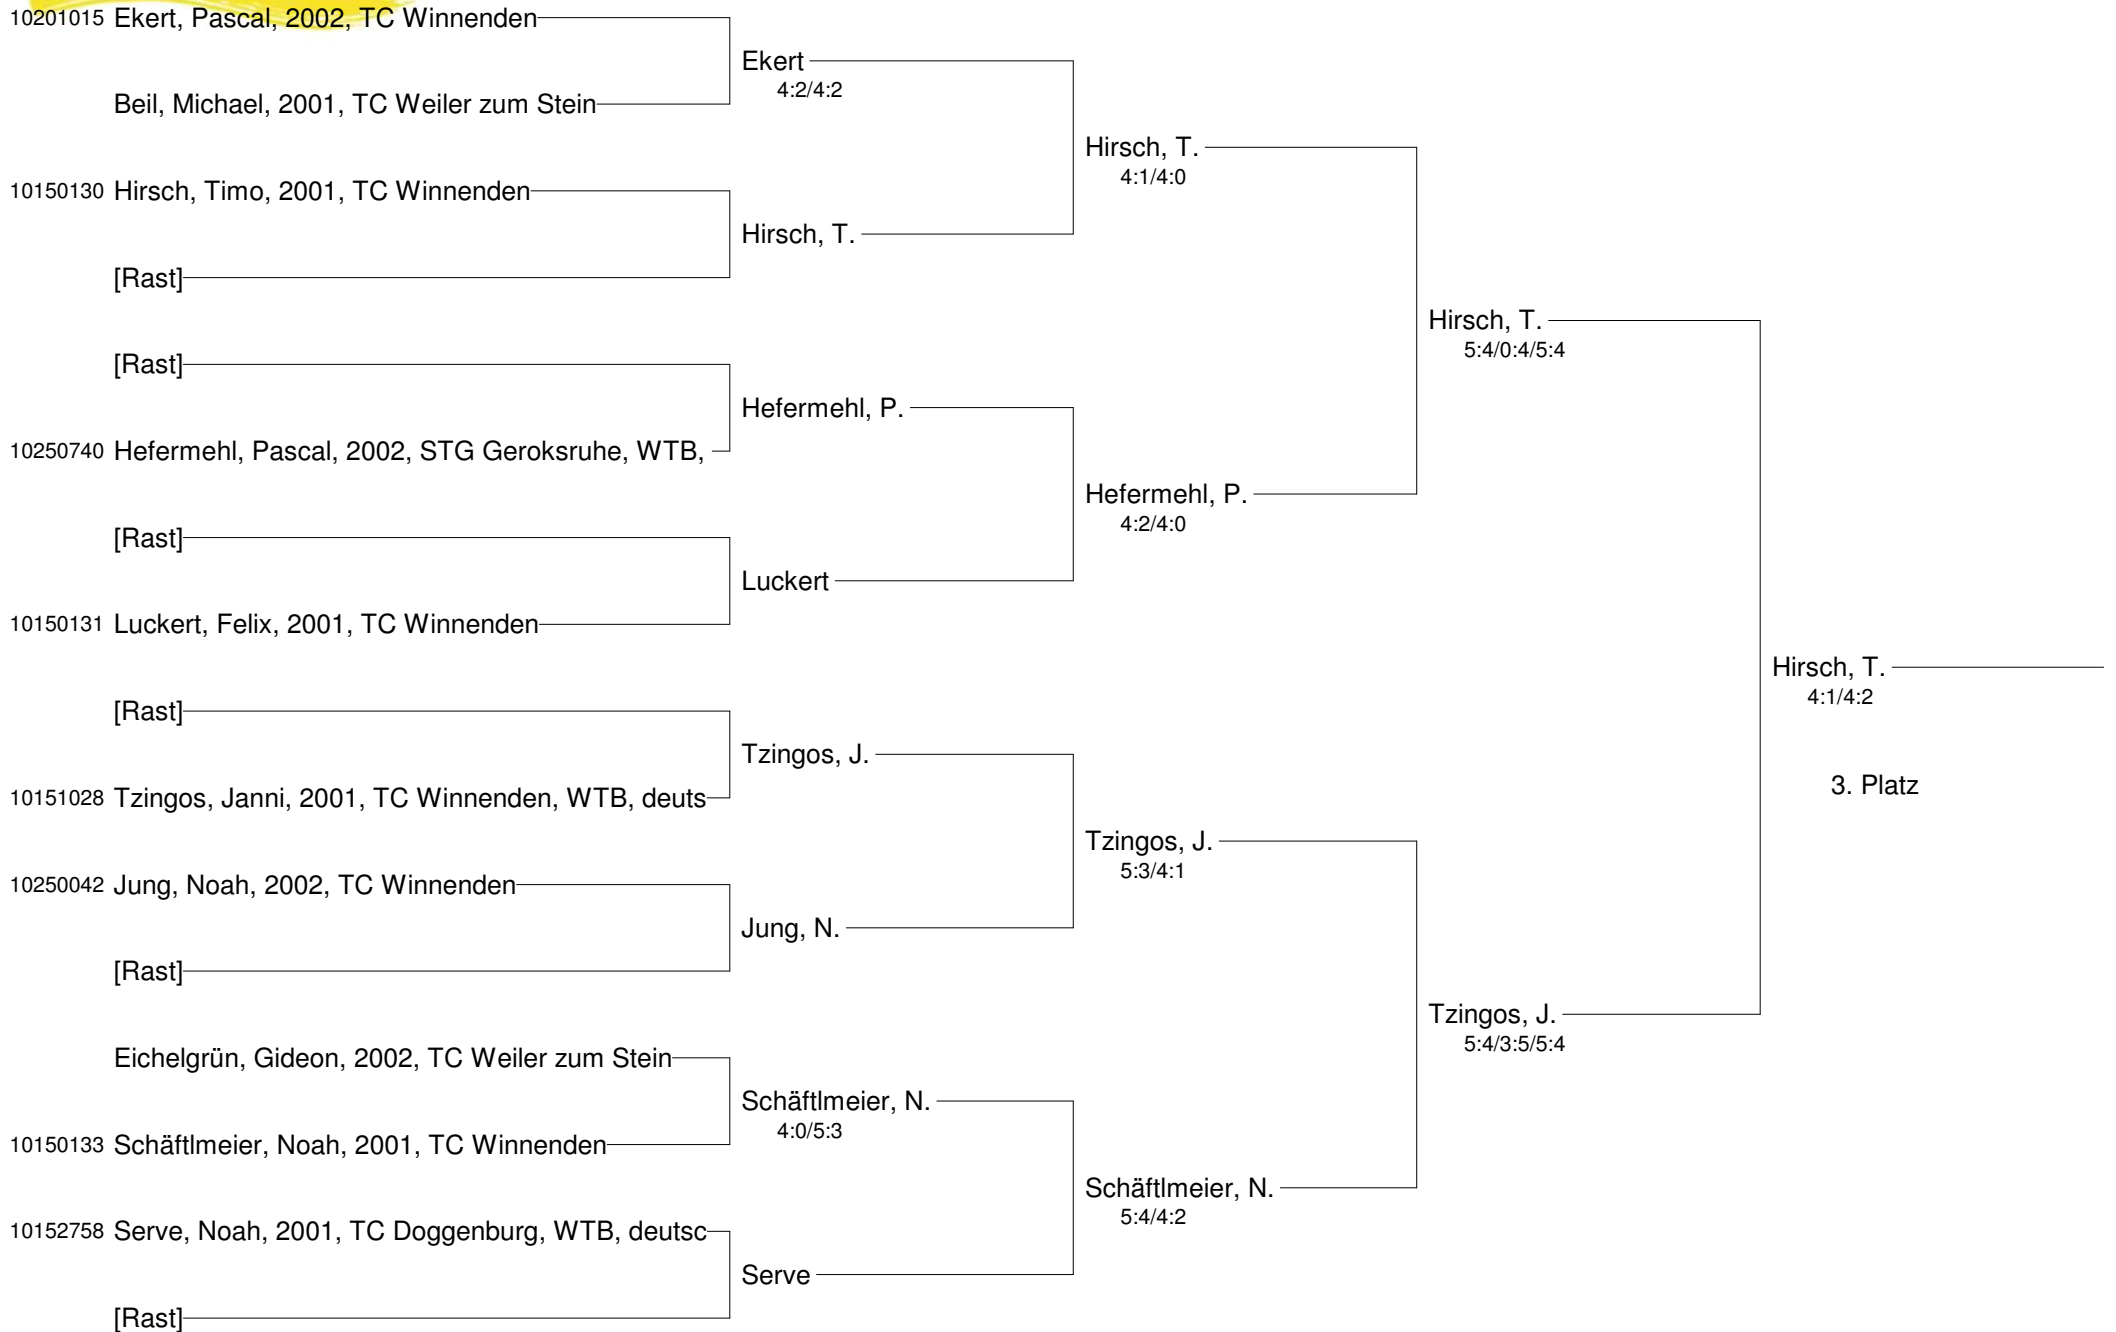 10201015 Ekert, Pascal, 2002, TC Winnenden
Ekert
4:2/4:2
Beil, Michael, 2001, TC Weiler zum Stein
Hirsch, T.
4:1/4:0
10150130 Hirsch, Timo, 2001, TC Winnenden
Hirsch, T.
[Rast]
Hirsch, T.
5:4/0:4/5:4
[Rast]
Hefermehl, P.
10250740 Hefermehl, Pascal, 2002, STG Geroksruhe, WTB,
Hefermehl, P.
4:2/4:0
[Rast]
Luckert
10150131 Luckert, Felix, 2001, TC Winnenden
Hirsch, T.
4:1/4:2
[Rast]
Tzingos, J.
3. Platz
10151028 Tzingos, Janni, 2001, TC Winnenden, WTB, deuts
Tzingos, J.
5:3/4:1
10250042 Jung, Noah, 2002, TC Winnenden
Jung, N.
[Rast]
Tzingos, J.
5:4/3:5/5:4
Eichelgrün, Gideon, 2002, TC Weiler zum Stein
Schäftlmeier, N.
4:0/5:3
10150133 Schäftlmeier, Noah, 2001, TC Winnenden
Schäftlmeier, N.
5:4/4:2
10152758 Serve, Noah, 2001, TC Doggenburg, WTB, deutsc
Serve
[Rast]